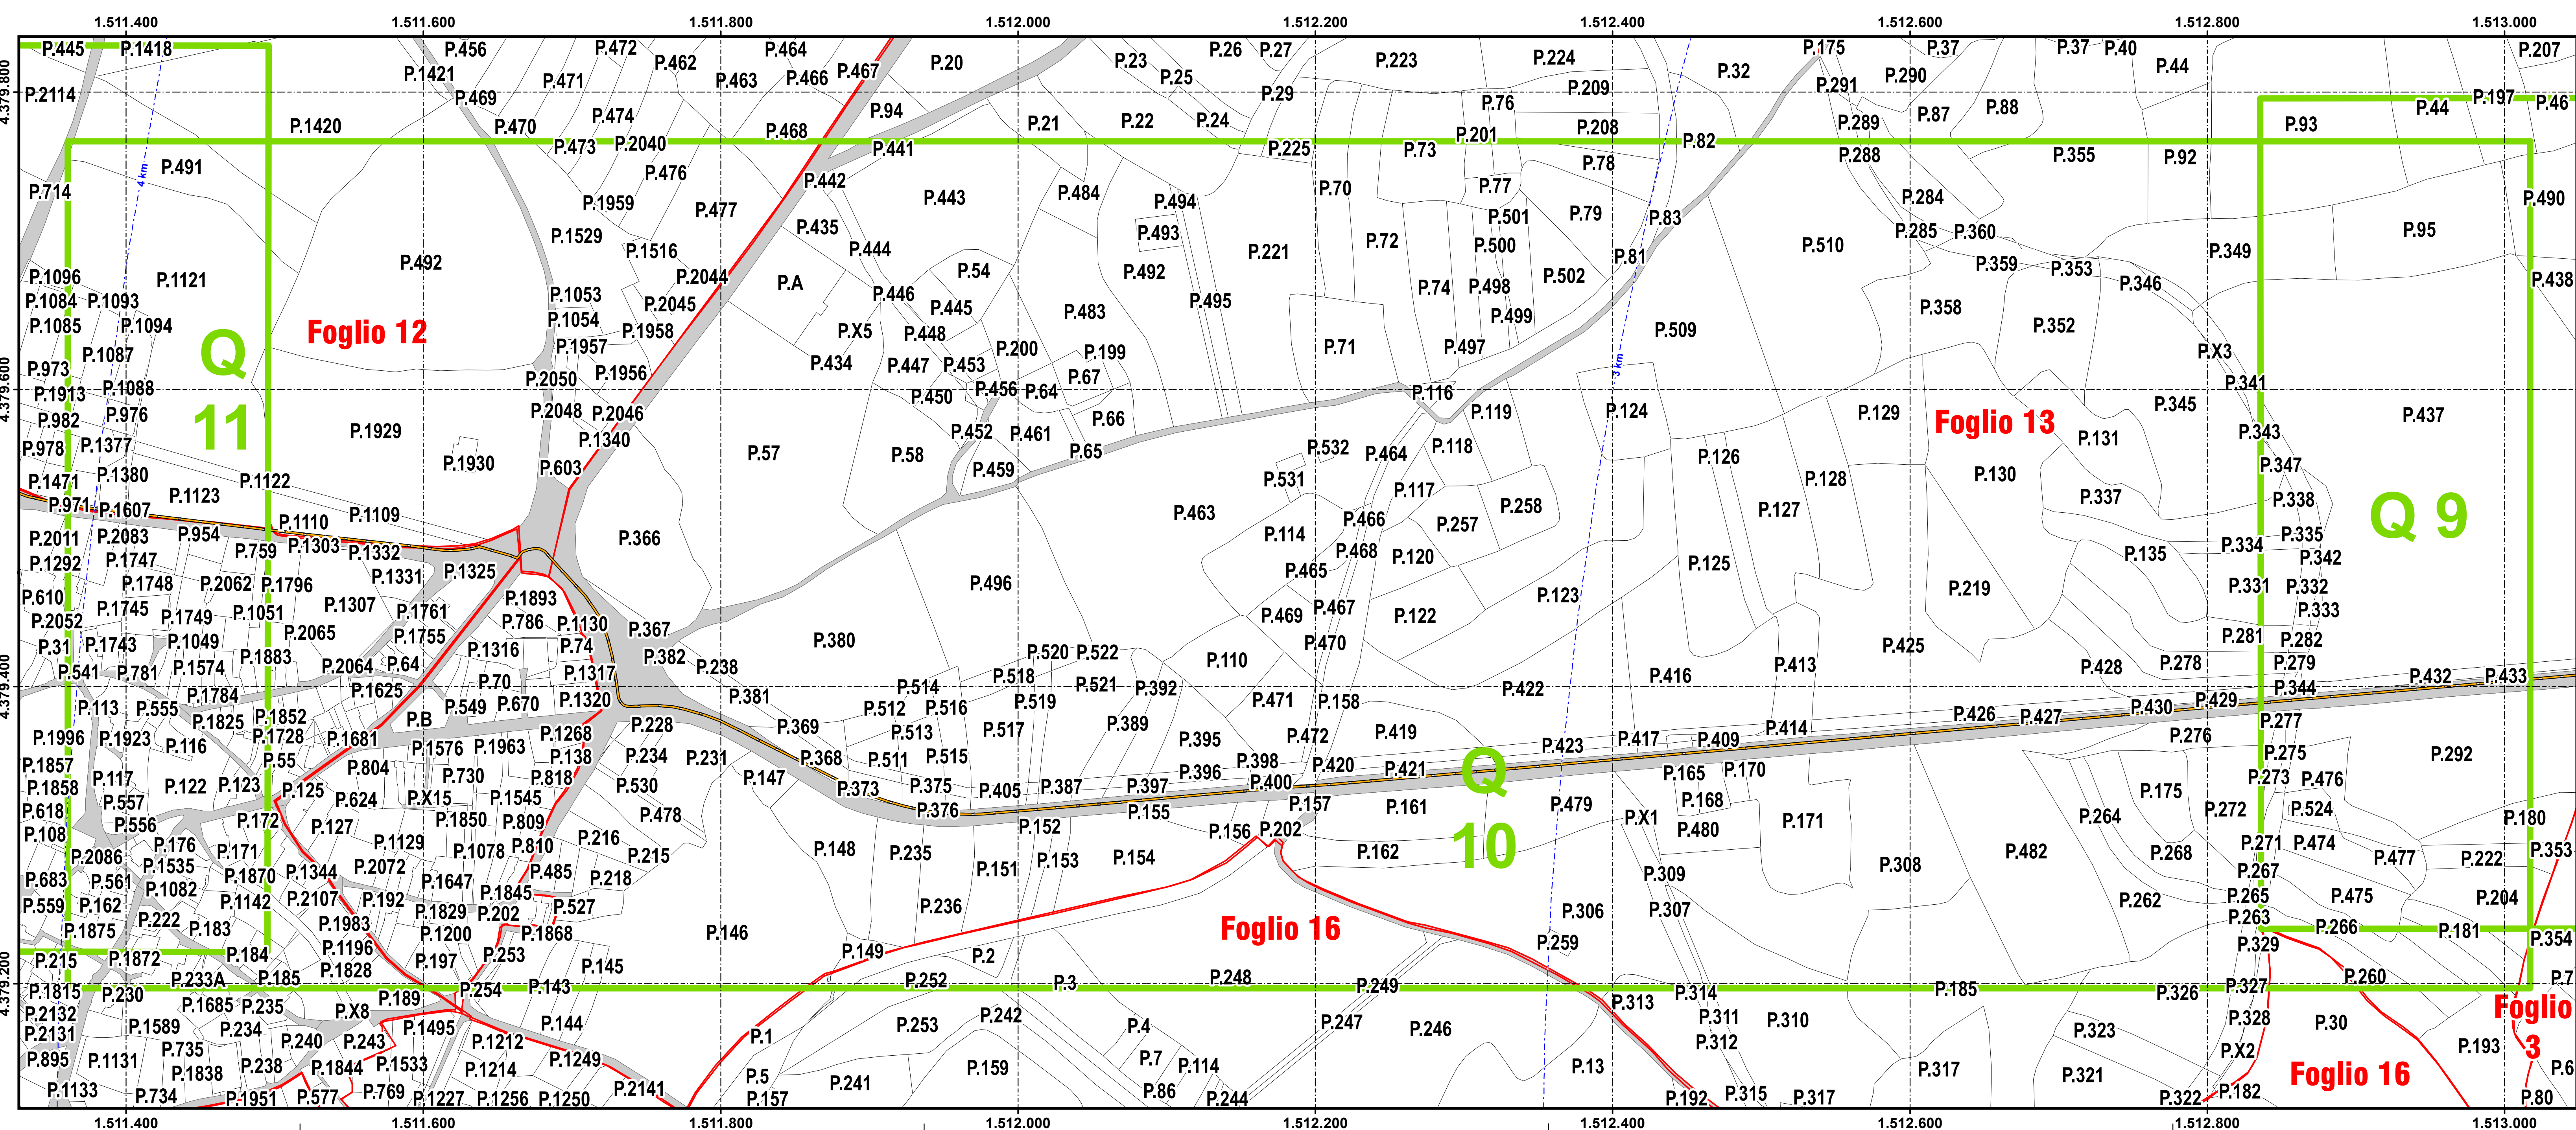 1.511.400 1.511.600 1.511.800 1.512.000 1.512.200 1.512.400 1.512.600 1.512.800 1.513.000
P.445 P.1418 P.456 P.472 P.464 P.26 P.27 P.175 P.37 P.37 P.40 P.207
P.1421 P.471 P.462 P.463 P.466 P.467 P.20 P.23 P.25 P.223 P.224 P.32 P.291 P.290 P.44
4.379.800 P.2114 P.469 P.474 P.94 P.24 P.29 P.76 P.209 P.87 P.88 P.44 P.197 P.46
P.1420 P.470 P.468 P.21 P.22 P.201 P.208 P.82 P.289 P.93
P.473 P.2040 P.441 P.225 P.73 P.78 P.288 P.355 P.92
P.491 4 km P.476 P.442 P.70 P.77
P.714 P.1959 P.477 P.443 P.484 P.494 P.501 P.79 P.83 P.284 P.490
P.1529 P.1516 P.435 P.444 P.493 P.221 P.72 P.500 P.510 P.285 P.360 P.349 P.95
P.492 P.2044 P.A P.54 P.492 P.502 P.81 P.359 P.353 P.346 P.438
P.1096 P.1121 P.1053 P.2045 P.446 P.445 P.495 P.74 P.498
P.1084 P.1093 P.1054 P.483 P.499 P.358
P.1085 P.1094 Foglio 12 P.1958 P.X5 P.448 P.509 P.352
P.1087 Q P.1957 P.434 P.447 P.453 P.200 P.199 P.71 P.497 P.X3
P.973 P.2050 P.1956 P.67 3 km
4.379.600 P.1913 P.1088 P.450 P.456 P.64 P.116 P.341
P.982 P.976 11 P.2048 P.2046 P.66 P.119 P.124 P.129 Foglio 13 P.345 P.437
P.978 P.1377 P.1929 P.1340 P.452 P.461 P.65 P.532 P.118 P.131 P.343
P.1380 P.1930 P.603 P.57 P.58 P.459 P.464 P.126 P.130 P.347
P.1471 P.1123 P.1122 P.531 P.117 P.258 P.128 P.337 P.338
P.971 P.1607 P.1110 P.1109 P.463 P.466 P.257 P.127 Q 9
P.2011 P.2083 P.954 P.1303 P.1332 P.366 P.114 P.468 P.120 P.334 P.335
P.1292 P.1747 P.759 P.1331 P.1325 P.465 P.125 P.135 P.342
P.1748 P.2062 P.1796 P.496 P.123 P.219 P.331 P.332
P.610 P.1745 P.1749 P.1051 P.1307 P.1761 P.1893 P.469 P.467 P.122 P.333
P.2052 P.2065 P.1755 P.786 P.1130 P.367 P.380 P.470 P.425 P.281 P.282
P.31 P.1743 P.1049 P.1883 P.2064 P.64 P.1316 P.74 P.382 P.238 P.520 P.522 P.110 P.416 P.413 P.428 P.278 P.279
P.541 P.781 P.1574 P.1317 P.518 P.521 P.392 P.422 P.432 P.433
4.379.400 P.113 P.1784 P.1625 P.70 P.1320 P.381 P.514 P.519 P.471 P.158 P.344
P.555 P.1825 P.1852 P.549 P.670 P.228 P.369 P.512 P.516 P.517 P.389 P.426 P.427 P.430 P.429 P.277
P.1996 P.1923 P.116 P.1728 P.1681 P.B P.1576 P.1963 P.1268 P.234 P.513 P.395 P.472 P.419 P.423 P.417 P.409 P.414 P.276
P.1857 P.55 P.804 P.730 P.138 P.231 P.368 P.511 P.515 P.396 P.398 P.420 P.421 Q P.165 P.170 P.275 P.292
P.1858 P.117 P.122 P.123 P.125 P.818 P.530 P.147 P.373 P.375 P.405 P.387 P.397 P.400 P.175 P.273 P.476
P.618 P.557 P.624 P.X15 P.1545 P.478 P.376 P.155 P.157 P.161 P.479 P.X1 P.168 P.272 P.524 P.180
P.108 P.556 P.172 P.127 P.1850 P.809 P.216 P.152 P.156 P.202 10 P.480 P.171 P.264
P.2086 P.176 P.171 P.1129 P.1078 P.810 P.215 P.148 P.235 P.153 P.154 P.162 P.308 P.482 P.268 P.271 P.474 P.477 P.222 P.353
P.683 P.561 P.1535 P.1870 P.1344 P.2072 P.485 P.218 P.151 P.309 P.267
P.559 P.162 P.1082 P.1142 P.2107 P.192 P.1647 P.1845 P.527 P.236 P.306 P.307 P.262 P.265 P.475 P.204
P.1875 P.222 P.183 P.1983 P.1829 P.202 P.1868 P.146 Foglio 16 P.263 P.266 P.181
P.215 P.1872 P.184 P.1196 P.1200 P.253 P.149 P.2 P.259 P.329 P.354
4.379.200 P.233A P.185 P.1828 P.197 P.145 P.252 P.3 P.248 P.249 P.260 P.7
P.1815 P.230 P.1685 P.235 P.189 P.254 P.143 P.313 P.314 P.185 P.326 P.327 Foglio
P.2132 P.1589 P.234 P.X8 P.1495 P.144 P.253 P.242 P.4 P.247 P.246 P.311 P.310 P.323 P.328 P.30
P.2131 P.735 P.240 P.243 P.1212 P.1 P.7 P.312 P.X2 P.193 3
P.895 P.1131 P.1838 P.238 P.1844 P.1533 P.1214 P.1249 P.5 P.241 P.159 P.114 P.13 P.317 P.321 Foglio 16 P.6
P.1133 P.734 P.1951 P.577 P.769 P.1227 P.1256 P.1250 P.2141 P.157 P.86 P.244 P.192 P.315 P.317 P.322 P.182 P.80
1.511.400 1.511.600 1.511.800 1.512.000 1.512.200 1.512.400 1.512.600 1.512.800 1.513.000